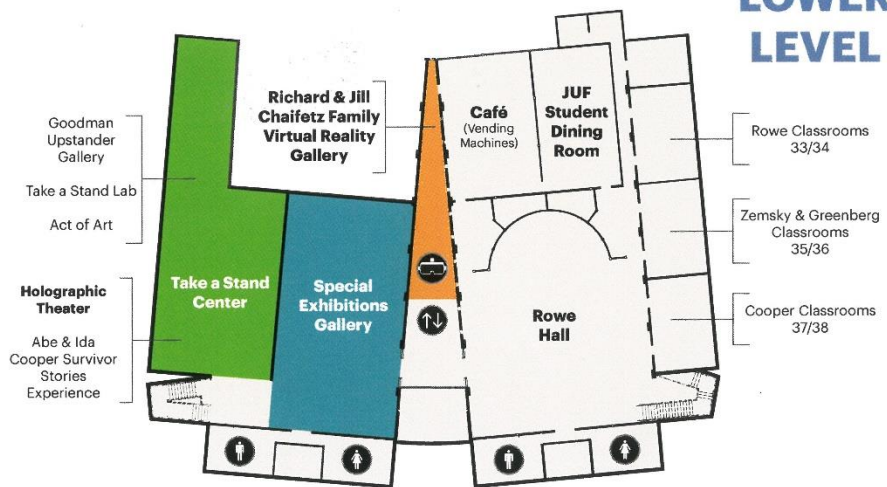 LOWER
LEVEL
Richard & Jill
Chaifetz Family
Virtual Reality
Gallery
Café
(Vending
Machines)
JUF
Student
Dining
Room
Goodman
Upstander
Gallery
Take a Stand Lab
Act of Art
Rowe Classrooms
33/34
Zemsky & Greenberg
Classrooms
35/36
Holographic
Theater
Abe & Ida
Cooper Survivor
Stories
Experience
Take a Stand
Center
Special
Exhibitions
Gallery
Rowe
Hall
Cooper Classrooms
37/38